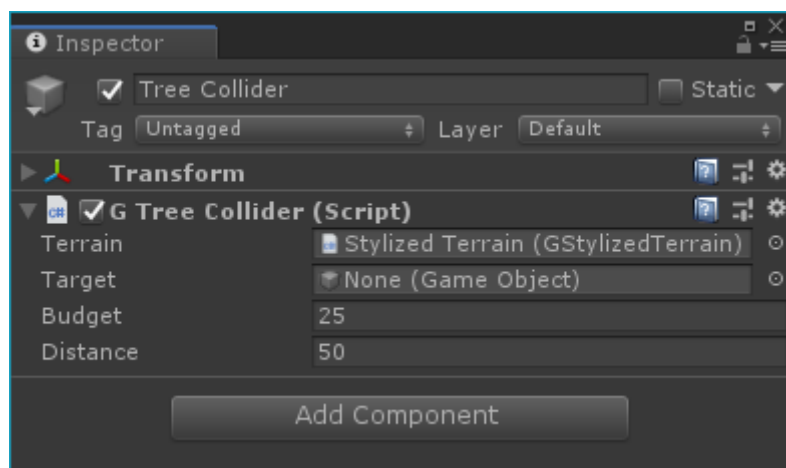 Inspector
Tree Collider Static
Tag Untagged Layer Default
Transform
c# G Tree Collider (Script)
Terrain Stylized Terrain (GStylizedTerrain)
Target None (Game Object)
Budget 25
Distance 50
Add Component